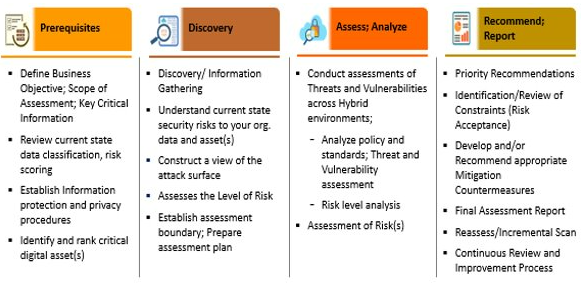 Prerequisites
• Define Business
Objective; Scope of
Assessment; Key Critical
Information
• Review current state
data classification, risk
scoring
• Establish Information
protection and privacy
procedures
• Identify and rank critical
digital asset(s)
Discovery
• Discovery/ Information
Gathering
• Understand current state
security risks to your org.
data and asset(s)
• Construct a view of the
attack surface
• Assesses the Level of Risk
• Establish assessment
boundary; Prepare
assessment plan
Assess; Analyze
• Conduct assessments of
Threats and Vulnerabilities
across Hybrid
environments;
− Analyze policy and
standards; Threat and
Vulnerability
assessment
− Risk level analysis
• Assessment of Risk(s)
Recommend;
Report
• Priority Recommendations
• Identification/Review of
Constraints (Risk
Acceptance)
• Develop and/or
Recommend appropriate
Mitigation
Countermeasures
• Final Assessment Report
• Reassess/Incremental Scan
• Continuous Review and
Improvement Process